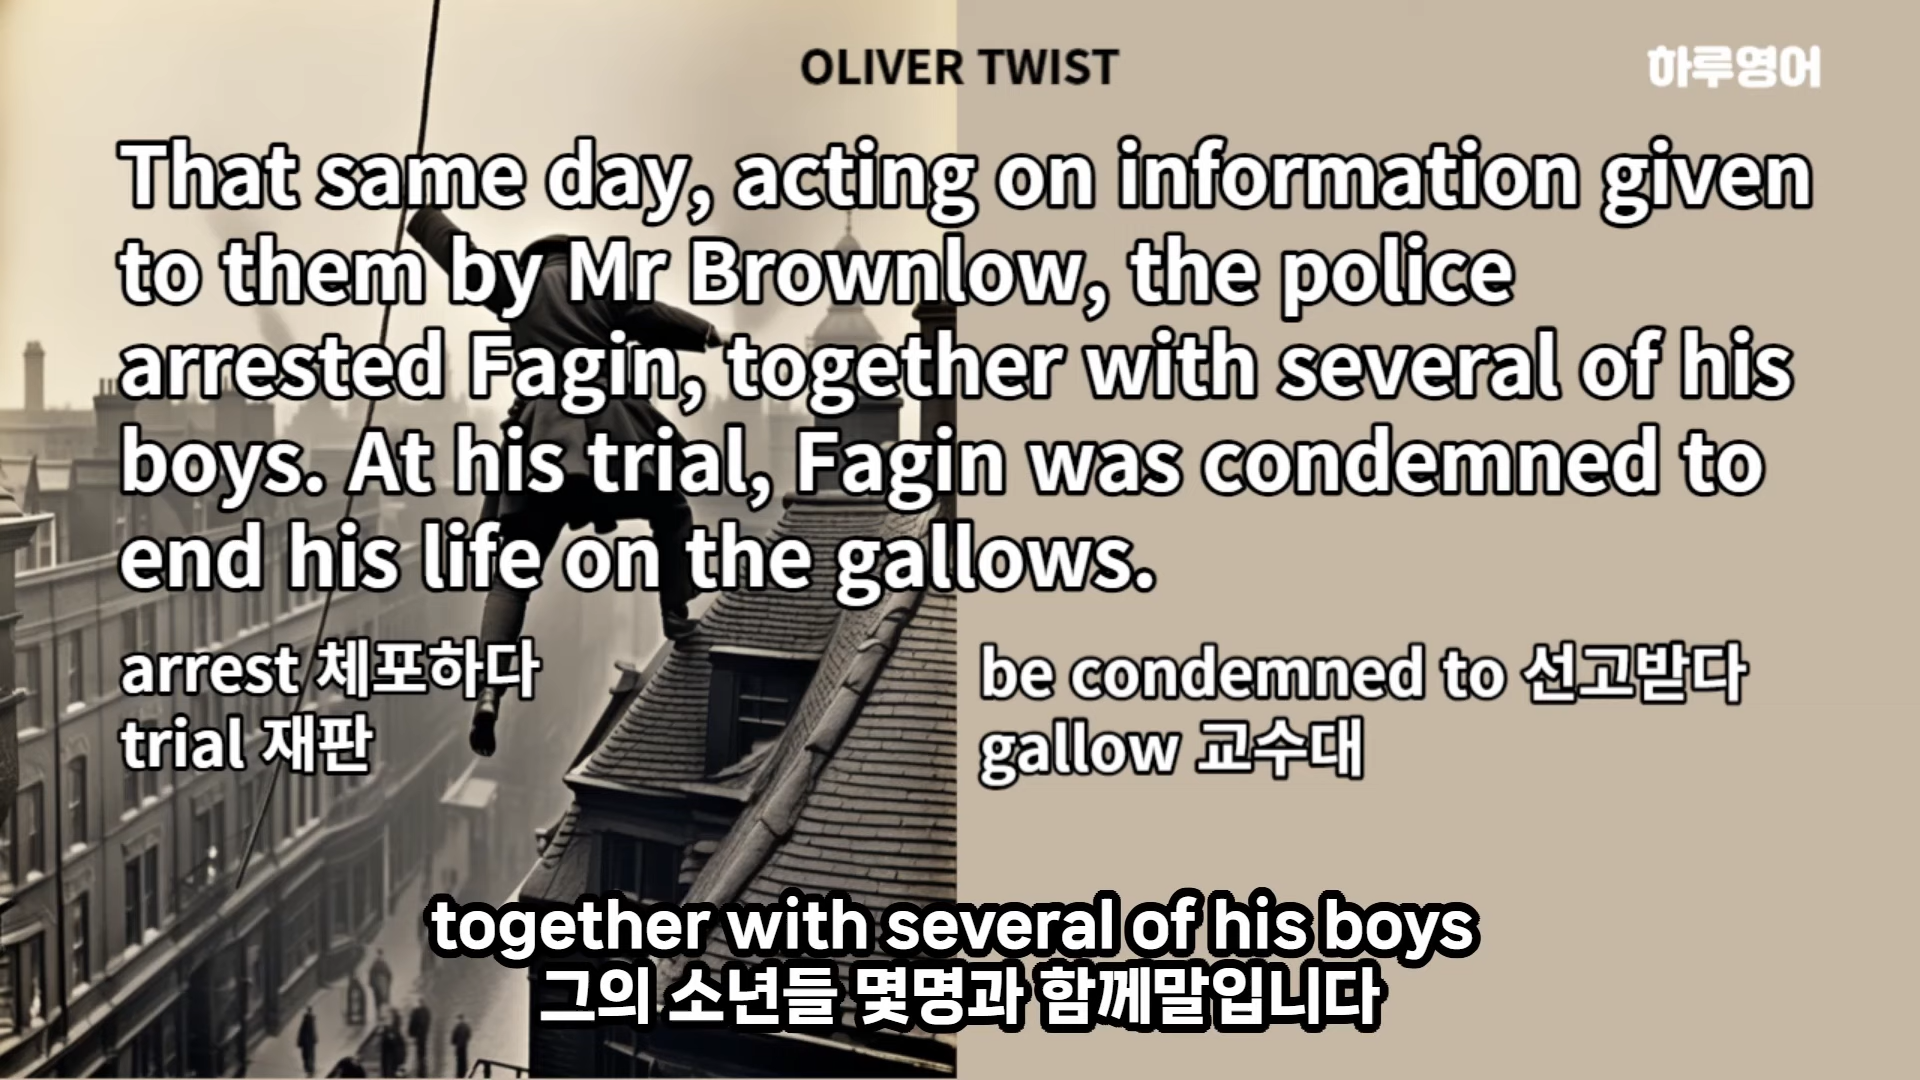 OLIVER TWIST
하루영어
That same day, acting on information given
to them by Mr Brownlow, the police
arrested Fagin, together with several of his
boys. At his trial, Fagin was condemned to
end his life on the gallows.
arrest 체포하다
trial 재판
be condemned to 선고받다
gallow 교수대
together with several of his boys
그의 소년들 몇명과 함께말입니다